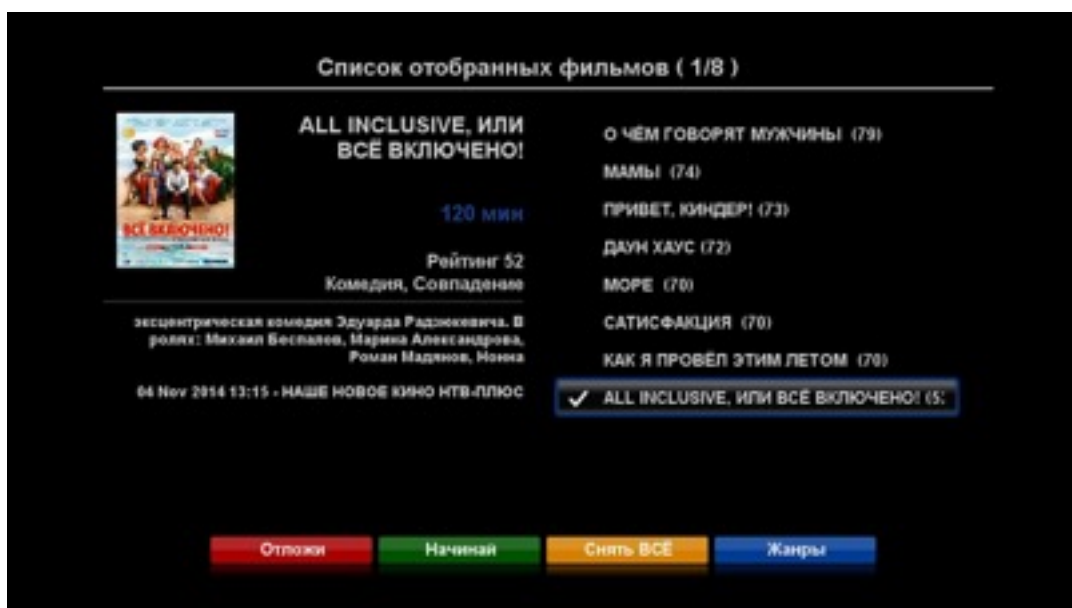 Список отобранных фильмов ( 1/8 )
ALL INCLUSIVE, ИЛИ
ВСЁ ВКЛЮЧЕНО!
120 мин
Рейтинг 52
Комедия, Совпадение
эксцентрическая комедия Эдуарда Радзюкевича. В
ролях: Михаил Беспалов, Марина Александрова,
Роман Мадянов, Нонна
04 Nov 2014 13:15 - НАШЕ НОВОЕ КИНО НТВ-ПЛЮС
ВСЁ ВКЛЮЧЕНО!
О ЧЁМ ГОВОРЯТ МУЖЧИНЫ (79)
МАМЫ (74)
ПРИВЕТ, КИНДЕР! (73)
ДАУН ХАУС (72)
МОРЕ (70)
САТИСФАКЦИЯ (70)
КАК Я ПРОВЁЛ ЭТИМ ЛЕТОМ (70)
ALL INCLUSIVE, ИЛИ ВСЁ ВКЛЮЧЕНО! (5
Отложи
Начинай
Снять ВСЁ
Жанры